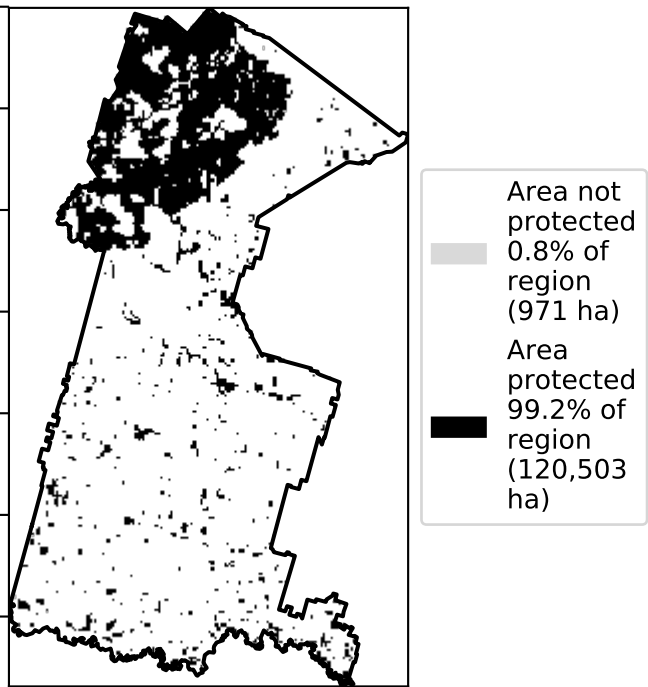 Area not
protected
0.8% of
region
(971 ha)
Area
protected
99.2% of
region
(120,503
ha)